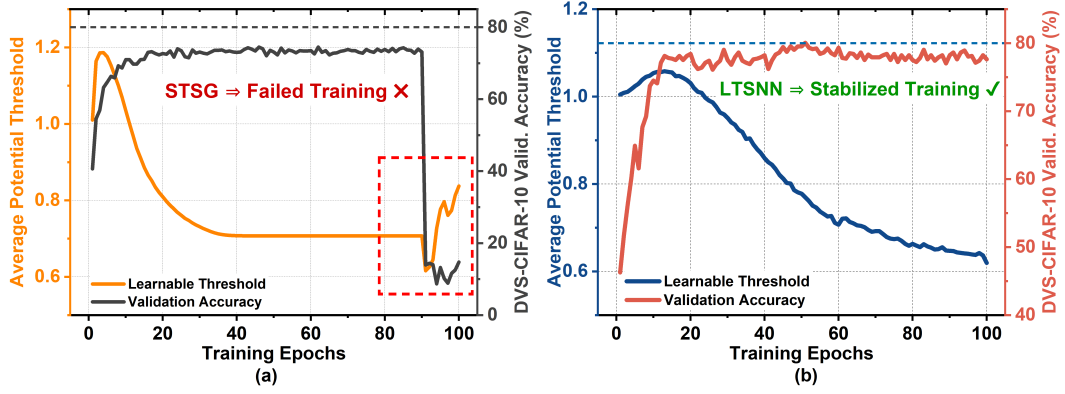 1.2
1.0
0.8
0.6
Average Potential Threshold
80
60
40
20
0
DVS-CIFAR-10 Valid. Accuracy (%)
STSG ⇒ Failed Training ✕
Learnable Threshold
Validation Accuracy
0 20 40 60 80 100
Training Epochs
(a)
1.2
1.0
0.8
0.6
Average Potential Threshold
80
70
60
50
40
DVS-CIFAR-10 Valid. Accuracy (%)
LTSNN ⇒ Stabilized Training ✓
Learnable Threshold
Validation Accuracy
0 20 40 60 80 100
Training Epochs
(b)